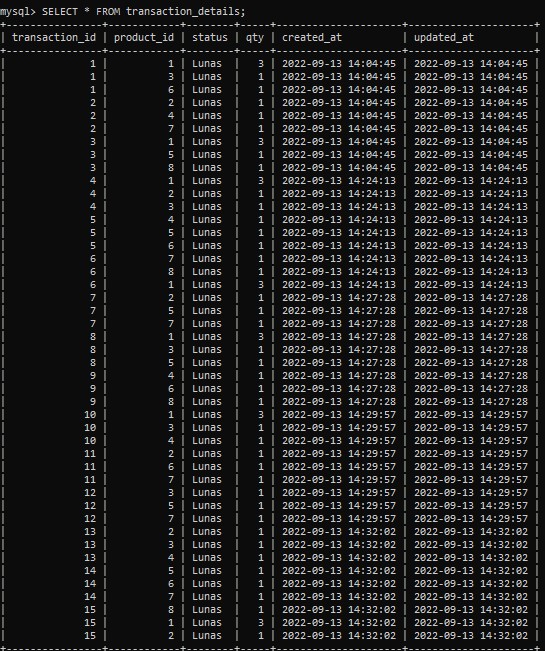 mysql> SELECT * FROM transaction_details;
+----------------+------------+--------+-----+---------------------+---------------------+
| transaction_id | product_id | status | qty | created_at | updated_at |
+----------------+------------+--------+-----+---------------------+---------------------+
| 1 | 1 | Lunas | 3 | 2022-09-13 14:04:45 | 2022-09-13 14:04:45 |
| 1 | 3 | Lunas | 1 | 2022-09-13 14:04:45 | 2022-09-13 14:04:45 |
| 1 | 6 | Lunas | 1 | 2022-09-13 14:04:45 | 2022-09-13 14:04:45 |
| 2 | 2 | Lunas | 1 | 2022-09-13 14:04:45 | 2022-09-13 14:04:45 |
| 2 | 4 | Lunas | 1 | 2022-09-13 14:04:45 | 2022-09-13 14:04:45 |
| 2 | 7 | Lunas | 1 | 2022-09-13 14:04:45 | 2022-09-13 14:04:45 |
| 3 | 1 | Lunas | 3 | 2022-09-13 14:04:45 | 2022-09-13 14:04:45 |
| 3 | 5 | Lunas | 1 | 2022-09-13 14:04:45 | 2022-09-13 14:04:45 |
| 3 | 8 | Lunas | 1 | 2022-09-13 14:04:45 | 2022-09-13 14:04:45 |
| 4 | 1 | Lunas | 3 | 2022-09-13 14:24:13 | 2022-09-13 14:24:13 |
| 4 | 2 | Lunas | 1 | 2022-09-13 14:24:13 | 2022-09-13 14:24:13 |
| 4 | 3 | Lunas | 1 | 2022-09-13 14:24:13 | 2022-09-13 14:24:13 |
| 5 | 4 | Lunas | 1 | 2022-09-13 14:24:13 | 2022-09-13 14:24:13 |
| 5 | 5 | Lunas | 1 | 2022-09-13 14:24:13 | 2022-09-13 14:24:13 |
| 5 | 6 | Lunas | 1 | 2022-09-13 14:24:13 | 2022-09-13 14:24:13 |
| 6 | 7 | Lunas | 1 | 2022-09-13 14:24:13 | 2022-09-13 14:24:13 |
| 6 | 8 | Lunas | 1 | 2022-09-13 14:24:13 | 2022-09-13 14:24:13 |
| 6 | 1 | Lunas | 3 | 2022-09-13 14:24:13 | 2022-09-13 14:24:13 |
| 7 | 2 | Lunas | 1 | 2022-09-13 14:27:28 | 2022-09-13 14:27:28 |
| 7 | 5 | Lunas | 1 | 2022-09-13 14:27:28 | 2022-09-13 14:27:28 |
| 7 | 7 | Lunas | 1 | 2022-09-13 14:27:28 | 2022-09-13 14:27:28 |
| 8 | 1 | Lunas | 3 | 2022-09-13 14:27:28 | 2022-09-13 14:27:28 |
| 8 | 3 | Lunas | 1 | 2022-09-13 14:27:28 | 2022-09-13 14:27:28 |
| 8 | 5 | Lunas | 1 | 2022-09-13 14:27:28 | 2022-09-13 14:27:28 |
| 9 | 4 | Lunas | 1 | 2022-09-13 14:27:28 | 2022-09-13 14:27:28 |
| 9 | 6 | Lunas | 1 | 2022-09-13 14:27:28 | 2022-09-13 14:27:28 |
| 9 | 8 | Lunas | 1 | 2022-09-13 14:27:28 | 2022-09-13 14:27:28 |
| 10 | 1 | Lunas | 3 | 2022-09-13 14:29:57 | 2022-09-13 14:29:57 |
| 10 | 3 | Lunas | 1 | 2022-09-13 14:29:57 | 2022-09-13 14:29:57 |
| 10 | 4 | Lunas | 1 | 2022-09-13 14:29:57 | 2022-09-13 14:29:57 |
| 11 | 2 | Lunas | 1 | 2022-09-13 14:29:57 | 2022-09-13 14:29:57 |
| 11 | 6 | Lunas | 1 | 2022-09-13 14:29:57 | 2022-09-13 14:29:57 |
| 11 | 7 | Lunas | 1 | 2022-09-13 14:29:57 | 2022-09-13 14:29:57 |
| 12 | 3 | Lunas | 1 | 2022-09-13 14:29:57 | 2022-09-13 14:29:57 |
| 12 | 5 | Lunas | 1 | 2022-09-13 14:29:57 | 2022-09-13 14:29:57 |
| 12 | 7 | Lunas | 1 | 2022-09-13 14:29:57 | 2022-09-13 14:29:57 |
| 13 | 2 | Lunas | 1 | 2022-09-13 14:32:02 | 2022-09-13 14:32:02 |
| 13 | 3 | Lunas | 1 | 2022-09-13 14:32:02 | 2022-09-13 14:32:02 |
| 13 | 4 | Lunas | 1 | 2022-09-13 14:32:02 | 2022-09-13 14:32:02 |
| 14 | 5 | Lunas | 1 | 2022-09-13 14:32:02 | 2022-09-13 14:32:02 |
| 14 | 6 | Lunas | 1 | 2022-09-13 14:32:02 | 2022-09-13 14:32:02 |
| 14 | 7 | Lunas | 1 | 2022-09-13 14:32:02 | 2022-09-13 14:32:02 |
| 15 | 8 | Lunas | 1 | 2022-09-13 14:32:02 | 2022-09-13 14:32:02 |
| 15 | 1 | Lunas | 3 | 2022-09-13 14:32:02 | 2022-09-13 14:32:02 |
| 15 | 2 | Lunas | 1 | 2022-09-13 14:32:02 | 2022-09-13 14:32:02 |
+----------------+------------+--------+-----+---------------------+---------------------+